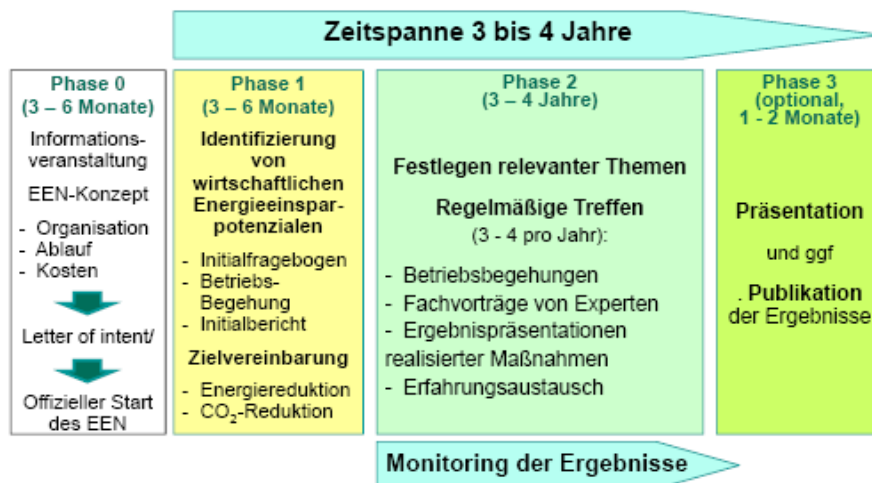 Zeitspanne 3 bis 4 Jahre
Phase 0
(3 – 6 Monate)
Informations-
veranstaltung
EEN-Konzept
- Organisation
- Ablauf
- Kosten
Letter of intent/
Offizieller Start
des EEN
Phase 1
(3 – 6 Monate)
Identifizierung
von
wirtschaftlichen
Energieeinspar-
potenzialen
- Initialfragebogen
- Betriebs-
Begehung
- Initialbericht
Zielvereinbarung
- Energiereduktion
- CO₂-Reduktion
Phase 2
(3 – 4 Jahre)
Festlegen relevanter Themen
Regelmäßige Treffen
(3 - 4 pro Jahr):
- Betriebsbegehungen
- Fachvorträge von Experten
- Ergebnispräsentationen
realisierter Maßnahmen
- Erfahrungsaustausch
Phase 3
(optional,
1 - 2 Monate)
Präsentation
und ggf
. Publikation
der Ergebnisse
Monitoring der Ergebnisse